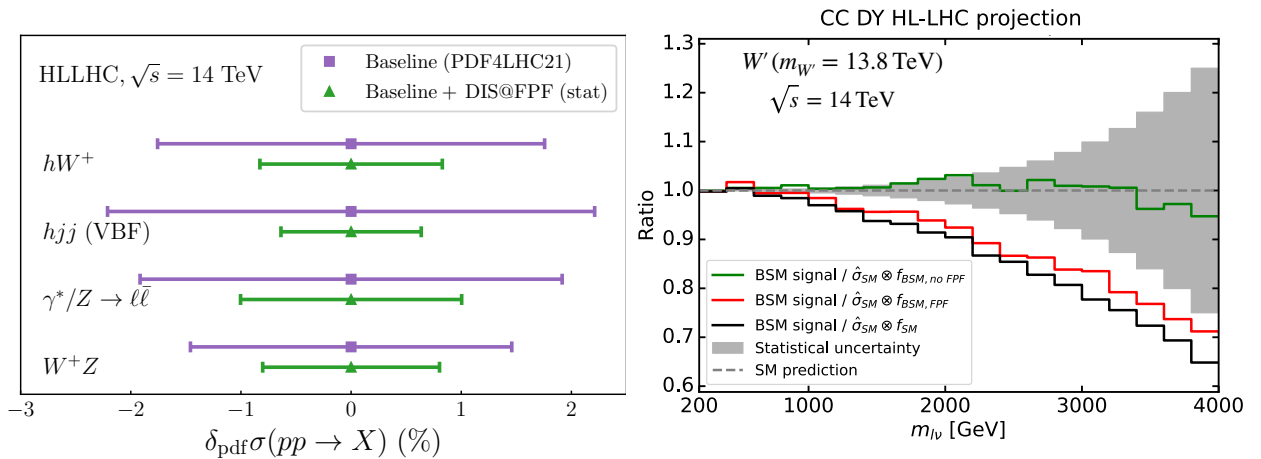 HLLHC, √s = 14 TeV
Baseline (PDF4LHC21)
Baseline + DIS@FPF (stat)
hW⁺
hjj (VBF)
γ*/Z → ℓℓ̄
W⁺Z
−3 −2 −1 0 1 2
δ_pdf σ(pp → X) (%)
CC DY HL-LHC projection
W′(m_W′ = 13.8 TeV)
√s = 14 TeV
1.3
1.2
1.1
1.0
0.9
0.8
0.7
0.6
Ratio
BSM signal / σ̂_SM ⊗ f_BSM, no FPF
BSM signal / σ̂_SM ⊗ f_BSM, FPF
BSM signal / σ̂_SM ⊗ f_SM
Statistical uncertainty
SM prediction
200 1000 2000 3000 4000
m_lν [GeV]